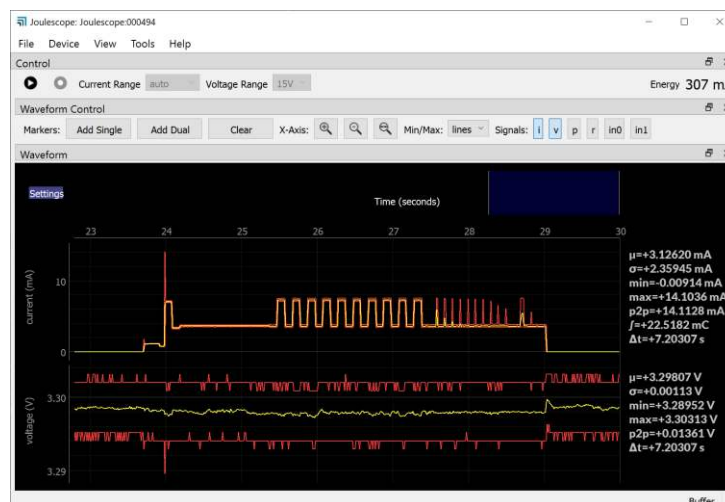 Joulescope: Joulescope:000494
File Device View Tools Help
Control
Current Range auto Voltage Range 15V Energy 307 m
Waveform Control
Markers: Add Single Add Dual Clear X-Axis: Min/Max: lines Signals: i v p r in0 in1
Waveform
Settings
Time (seconds)
23 24 25 26 27 28 29 30
current (mA)
10
0
μ=+3.12620 mA
σ=+2.35945 mA
min=-0.00914 mA
max=+14.1036 mA
p2p=+14.1128 mA
∫=+22.5182 mC
Δt=+7.20307 s
voltage (V)
3.30
3.29
μ=+3.29807 V
σ=+0.00113 V
min=+3.28952 V
max=+3.30313 V
p2p=+0.01361 V
Δt=+7.20307 s